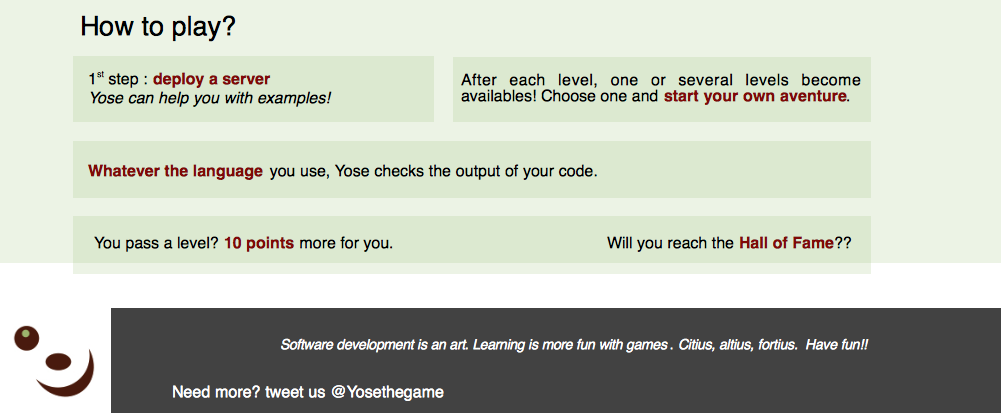 How to play?
1st step : deploy a server
Yose can help you with examples!
After each level, one or several levels become
availables! Choose one and start your own aventure.
Whatever the language you use, Yose checks the output of your code.
You pass a level? 10 points more for you.
Will you reach the Hall of Fame??
Software development is an art. Learning is more fun with games . Citius, altius, fortius. Have fun!!
Need more? tweet us @Yosethegame